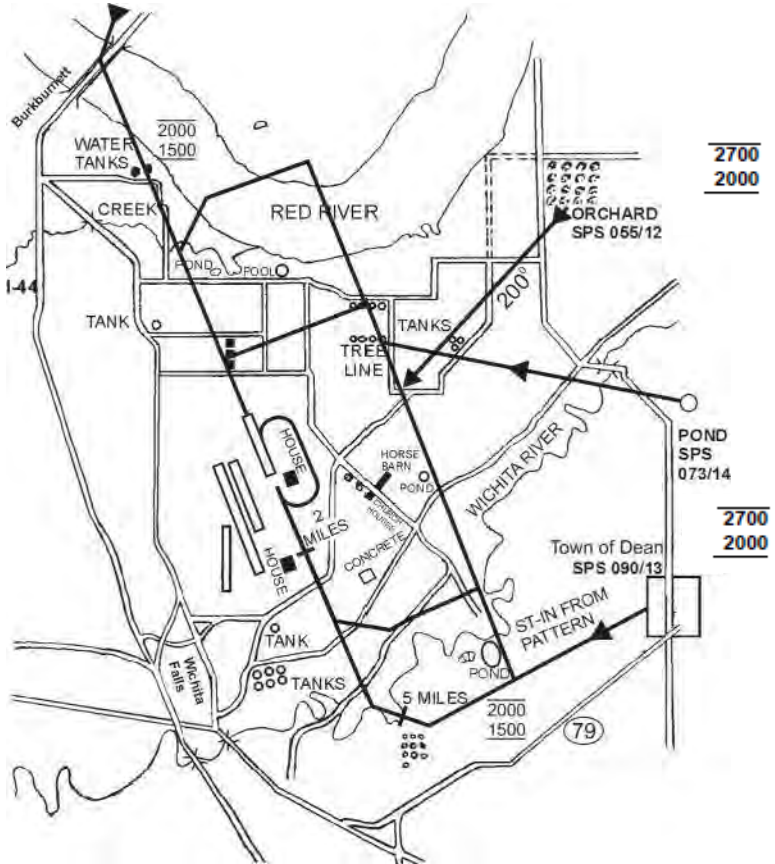 Burkburnett
2000
1500
WATER
TANKS
2700
2000
CREEK
RED RIVER
ORCHARD
SPS 055/12
POND
POOL
I-44
200°
TANK
TANKS
TREE
LINE
POND
SPS
073/14
HOUSE
HORSE
BARN
POND
WICHITA RIVER
2
MILES
HOUSE
CONCRETE
2700
2000
Town of Dean
SPS 090/13
ST-IN FROM
PATTERN
TANK
Wichita
Falls
TANKS
POND
5 MILES
2000
1500
79